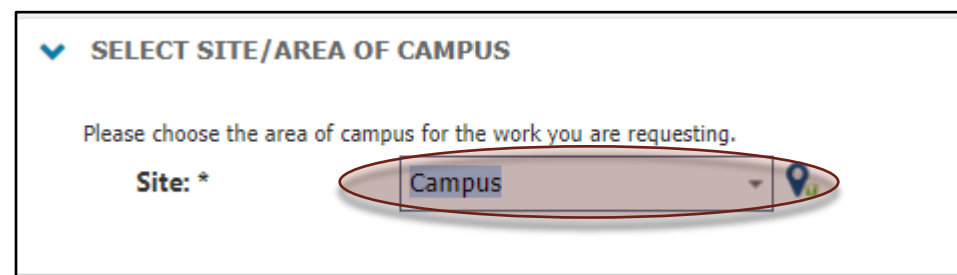 SELECT SITE/AREA OF CAMPUS
Please choose the area of campus for the work you are requesting.
Site: * Campus